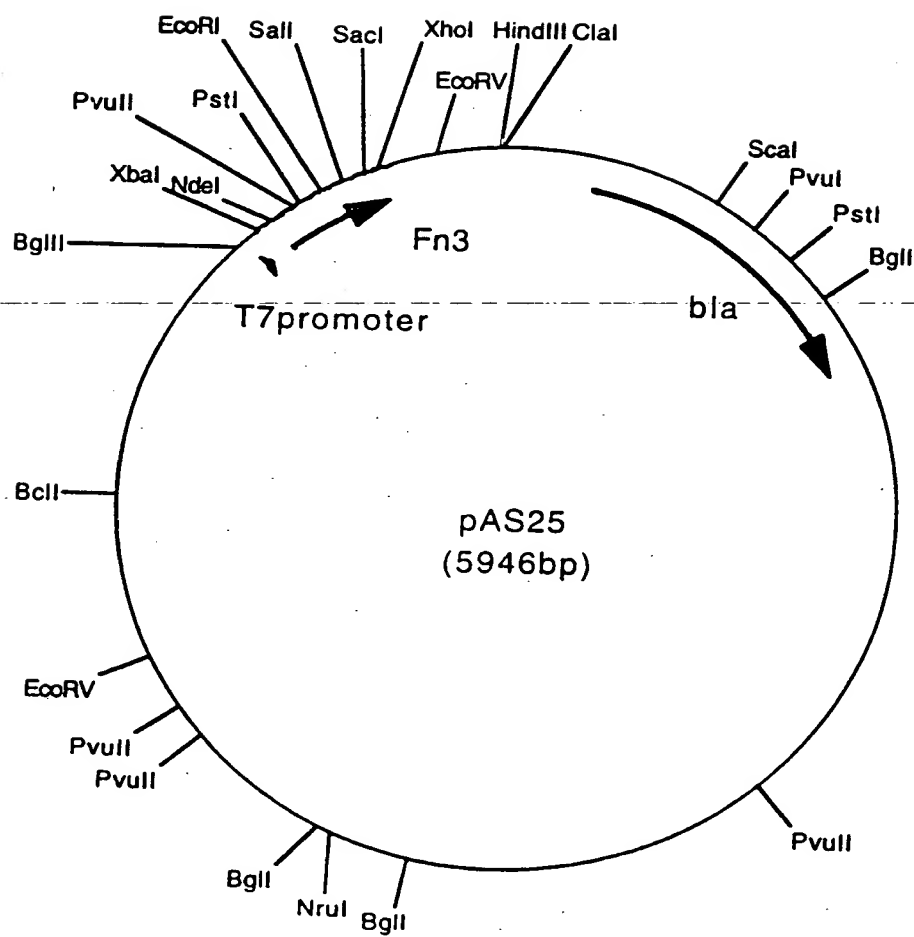 EcoRI
SalI
SacI
XhoI
HindIII
ClaI
EcoRV
PvuII
PstI
XbaI
NdeI
BglII
ScaI
PvuI
PstI
BglI
Fn3
T7promoter
bla
BclI
pAS25
(5946bp)
EcoRV
PvuII
PvuII
BglI
NruI
BglI
PvuII